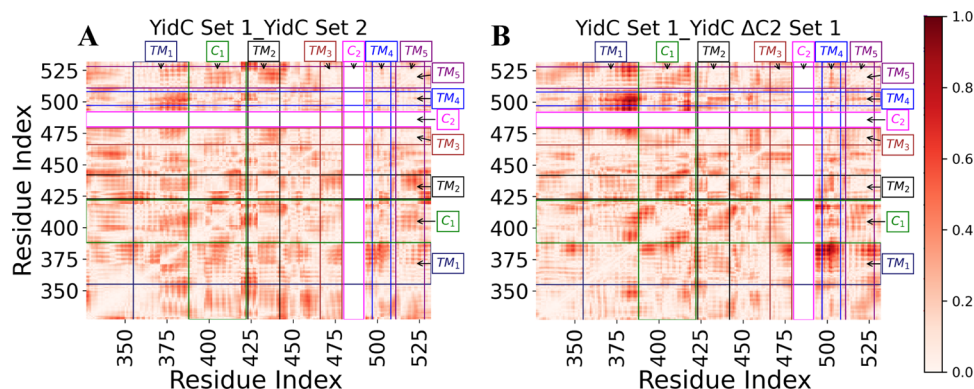 A
YidC Set 1_YidC Set 2
TM1 C1 TM2 TM3 C2 TM4 TM5
525
500
475
450
425
400
375
350
Residue Index
TM5
TM4
C2
TM3
TM2
C1
TM1
350 375 400 425 450 475 500 525
Residue Index
B
YidC Set 1_YidC ΔC2 Set 1
TM1 C1 TM2 TM3 C2 TM4 TM5
525
500
475
450
425
400
375
350
Residue Index
TM5
TM4
C2
TM3
TM2
C1
TM1
350 375 400 425 450 475 500 525
Residue Index
1.0
0.8
0.6
0.4
0.2
0.0